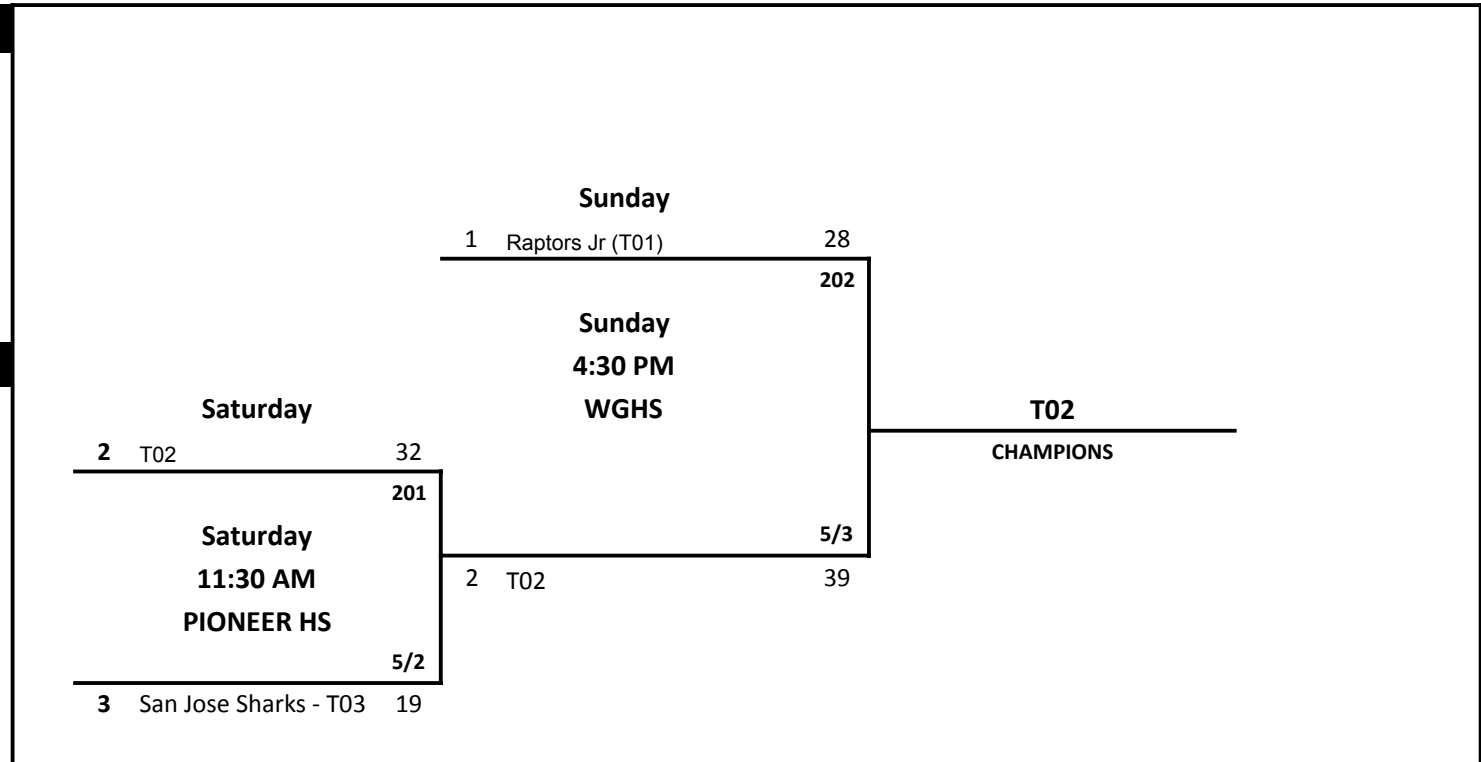 Sunday
1 Raptors Jr (T01) 28
202
Sunday
4:30 PM
WGHS
Saturday
T02
2 T02 32
CHAMPIONS
201
Saturday
5/3
11:30 AM
2 T02 39
PIONEER HS
5/2
3 San Jose Sharks - T03 19